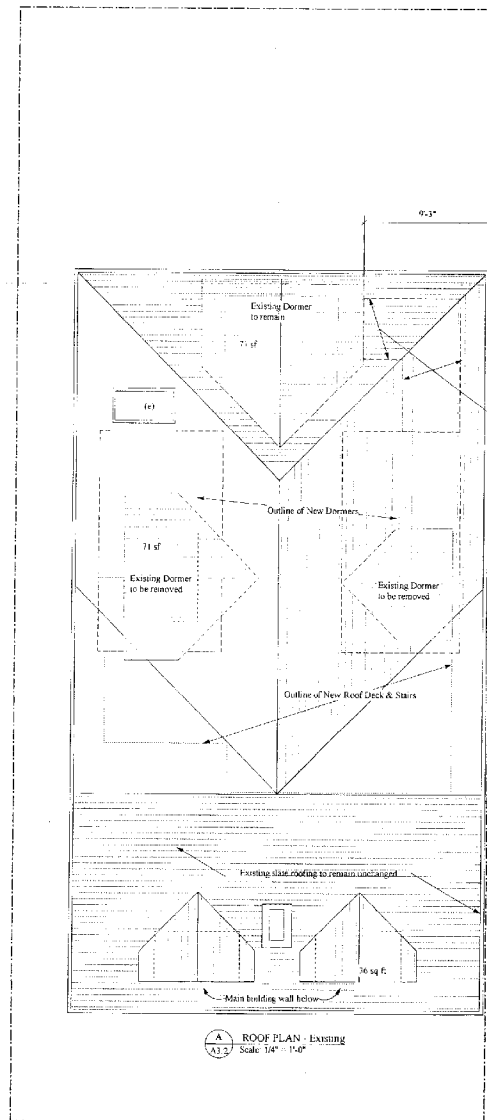 9'-3"
Existing Dormer
to remain
71 sf
(e)
Outline of New Dormers
71 sf
Existing Dormer
to be removed
Existing Dormer
to be removed
Outline of New Roof Deck & Stairs
Existing slate roofing to remain unchanged
36 sq ft
Main building wall below
A
A3.2
ROOF PLAN - Existing
Scale: 1/4" = 1'-0"